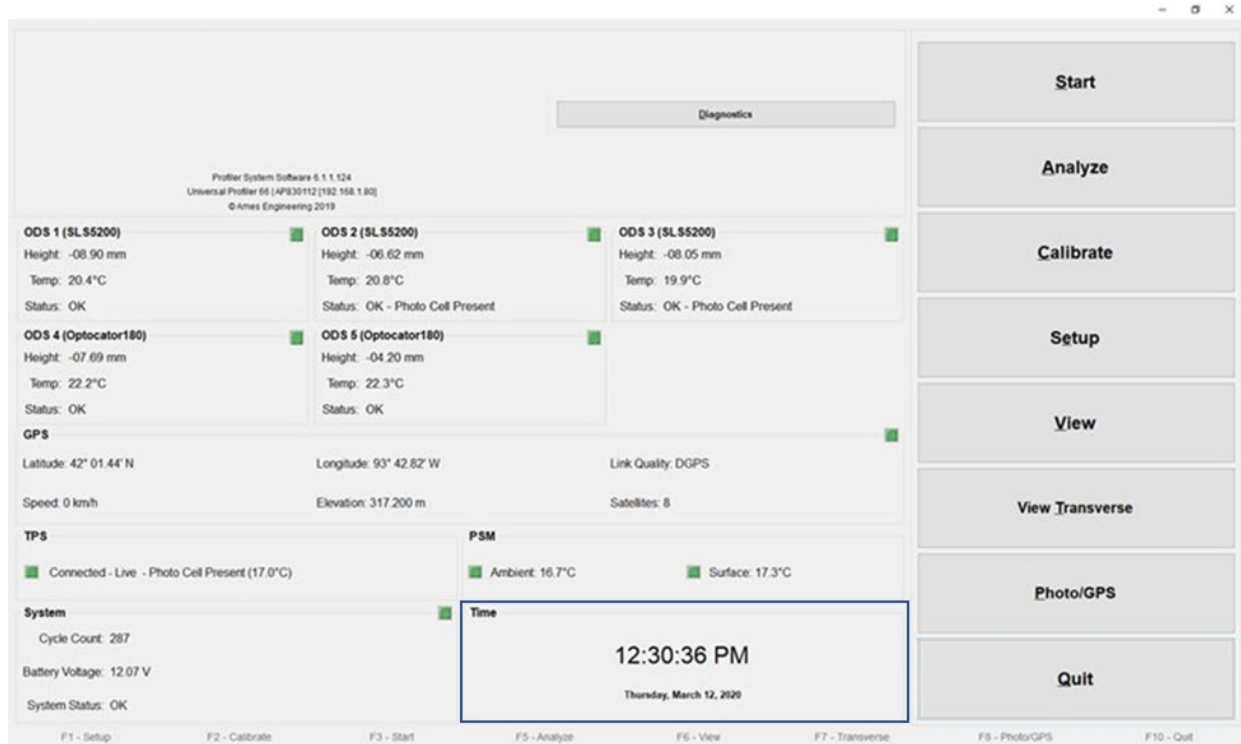 Start
Diagnostics
Analyze
Profiler System Software 6.1.1.124
Universal Profiler 66 | AP830112 [192.168.1.80]
© Ames Engineering 2019
ODS 1 (SLS5200)
Height: -08.90 mm
Temp: 20.4°C
Status: OK
ODS 2 (SLS5200)
Height: -06.62 mm
Temp: 20.8°C
Status: OK - Photo Cell Present
ODS 3 (SLS5200)
Height: -08.05 mm
Temp: 19.9°C
Status: OK - Photo Cell Present
Calibrate
ODS 4 (Optocator180)
Height: -07.69 mm
Temp: 22.2°C
Status: OK
ODS 5 (Optocator180)
Height: -04.20 mm
Temp: 22.3°C
Status: OK
Setup
View
GPS
Latitude: 42° 01.44' N Longitude: 93° 42.82' W Link Quality: DGPS
Speed: 0 km/h Elevation: 317.200 m Satellites: 8
View Transverse
TPS
Connected - Live - Photo Cell Present (17.0°C)
PSM
Ambient: 16.7°C Surface: 17.3°C
Photo/GPS
System
Cycle Count: 287
Battery Voltage: 12.07 V
System Status: OK
Time
12:30:36 PM
Thursday, March 12, 2020
Quit
F1 - Setup F2 - Calibrate F3 - Start F5 - Analyze F6 - View F7 - Transverse F8 - Photo/GPS F10 - Quit